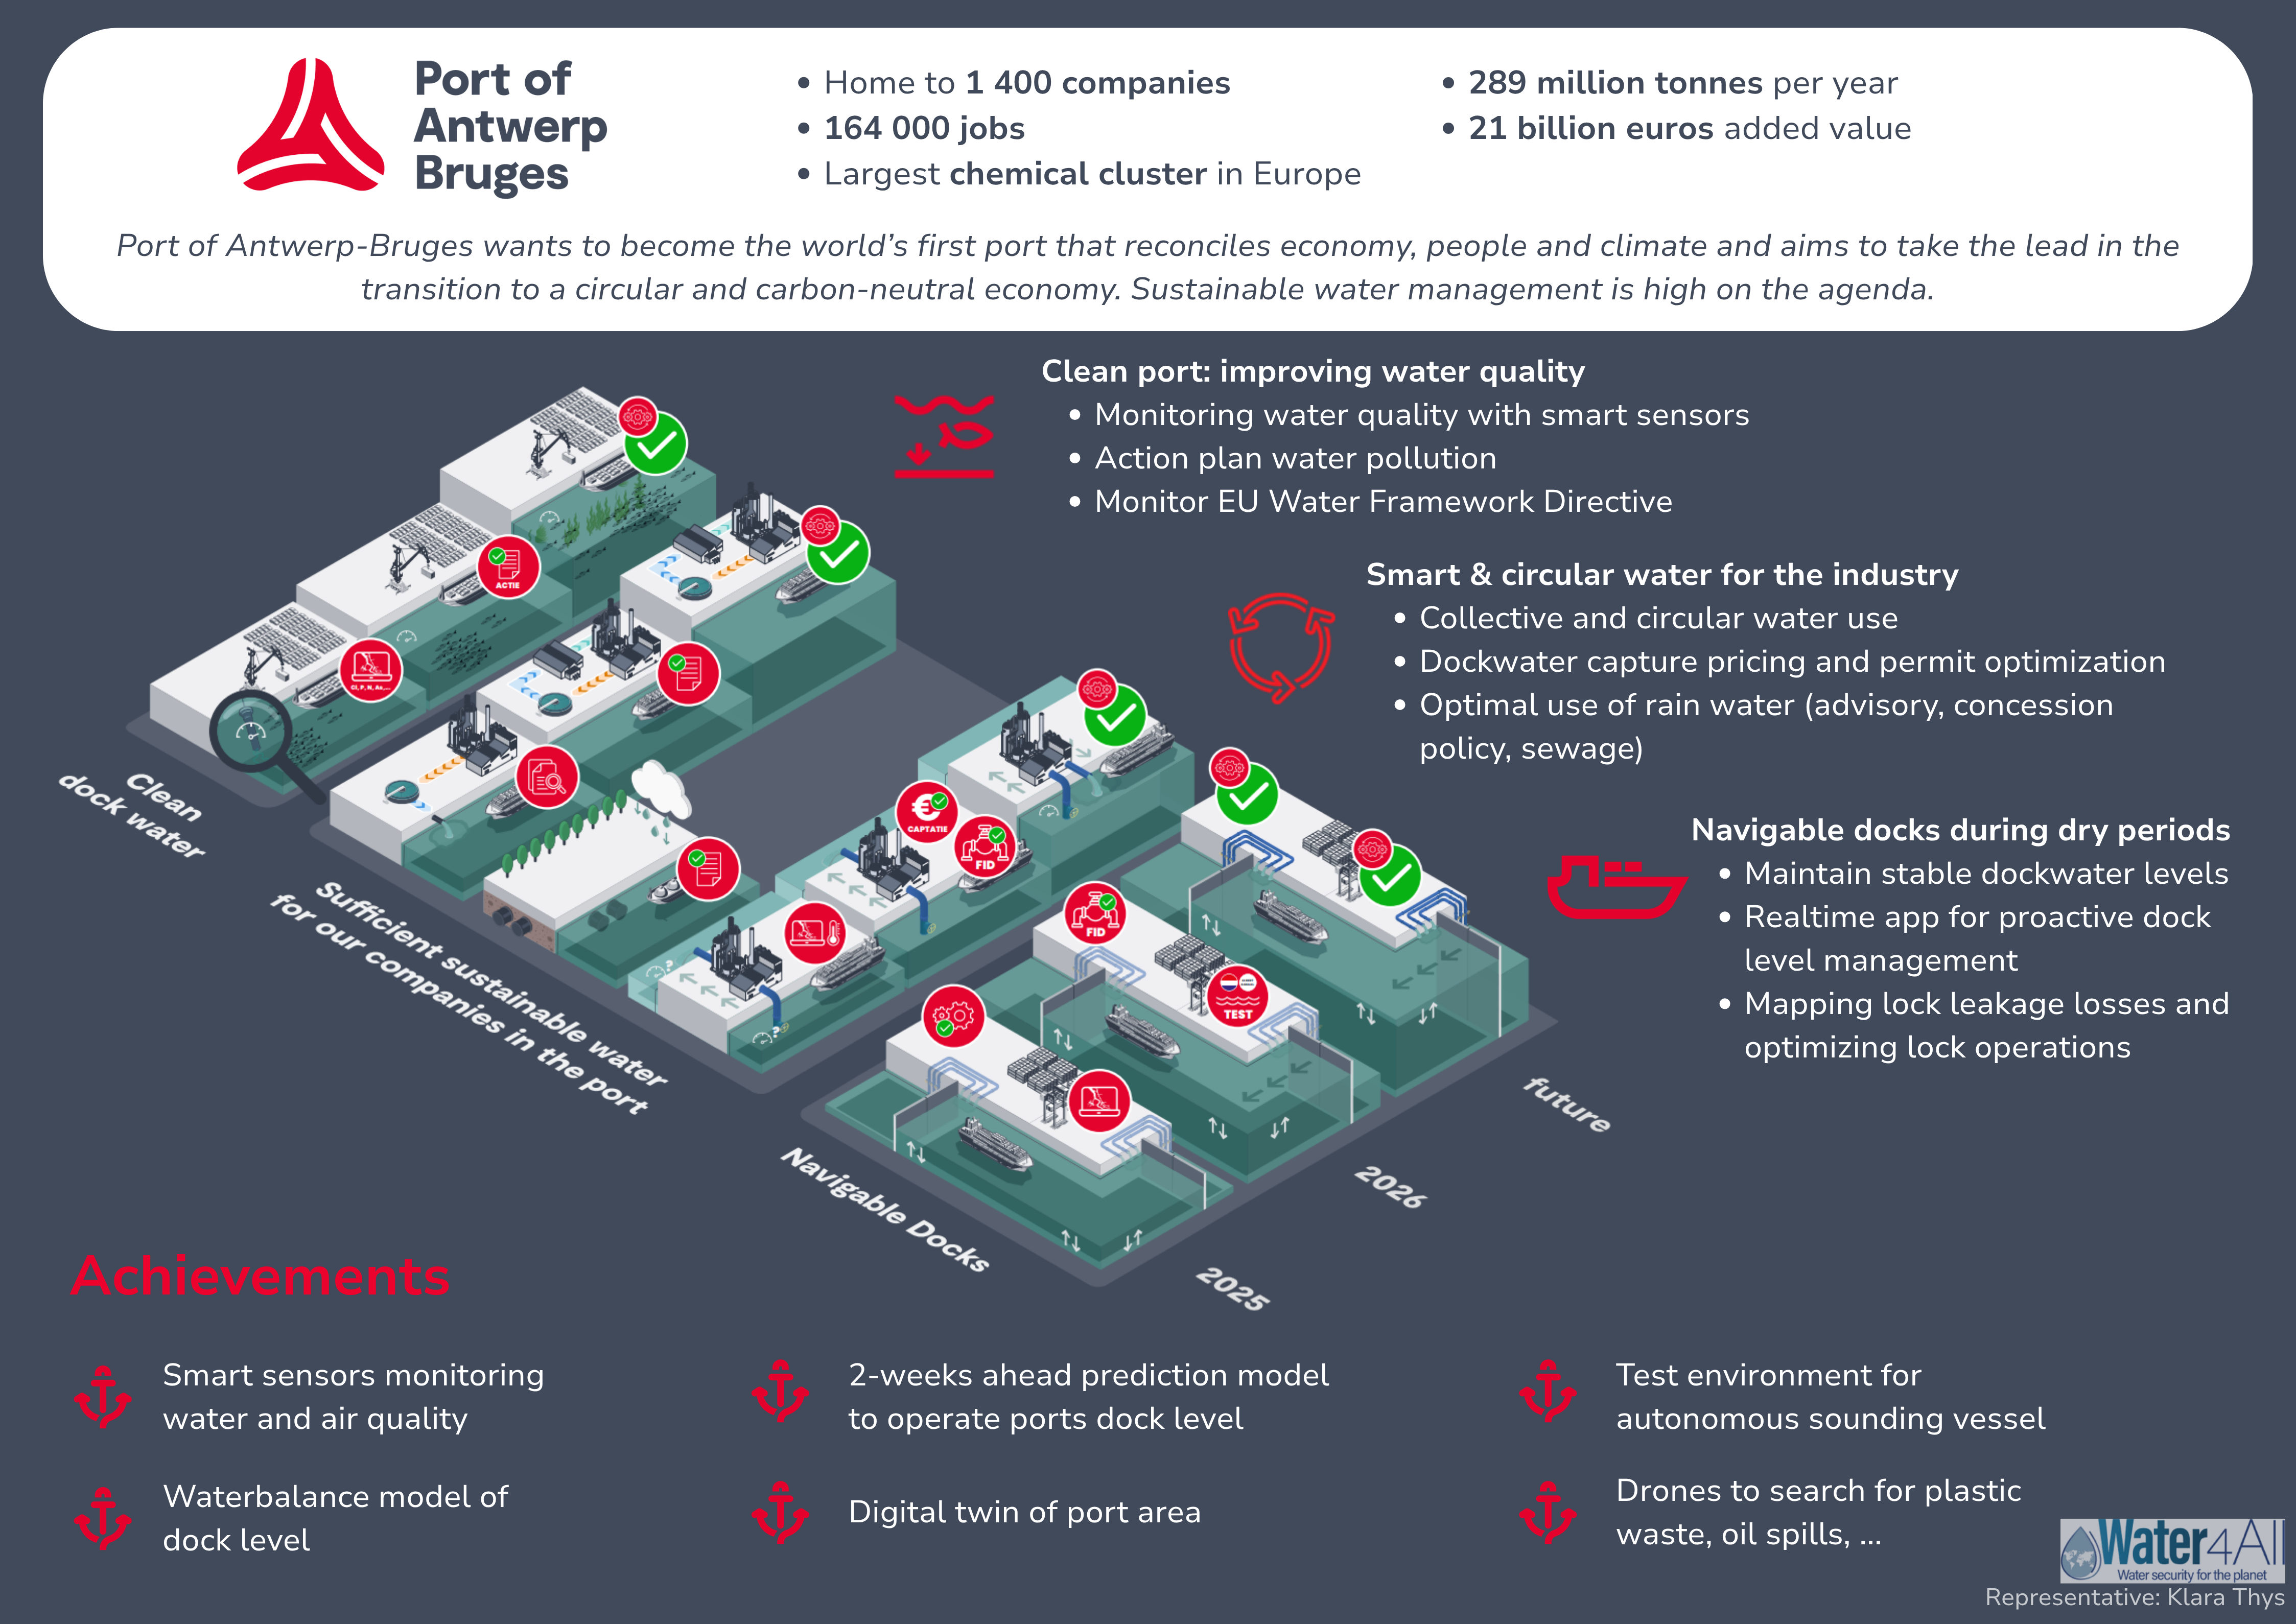 Port of
Antwerp
Bruges
Home to 1 400 companies
164 000 jobs
Largest chemical cluster in Europe
289 million tonnes per year
21 billion euros added value
Port of Antwerp-Bruges wants to become the world's first port that reconciles economy, people and climate and aims to take the lead in the
transition to a circular and carbon-neutral economy. Sustainable water management is high on the agenda.
Clean port: improving water quality
Monitoring water quality with smart sensors
Action plan water pollution
Monitor EU Water Framework Directive
Smart & circular water for the industry
Collective and circular water use
Dockwater capture pricing and permit optimization
Optimal use of rain water (advisory, concession
policy, sewage)
Navigable docks during dry periods
Maintain stable dockwater levels
Realtime app for proactive dock
level management
Mapping lock leakage losses and
optimizing lock operations
ACTIE
Cl, P, N, As,...
€
CAPTATIE
FID
?
?
FID
TEST
Clean
dock water
Sufficient sustainable water
for our companies in the port
Navigable Docks
2025
2026
future
Achievements
Smart sensors monitoring
water and air quality
2-weeks ahead prediction model
to operate ports dock level
Test environment for
autonomous sounding vessel
Waterbalance model of
dock level
Digital twin of port area
Drones to search for plastic
waste, oil spills, ...
Water4All
Water security for the planet
Representative: Klara Thys